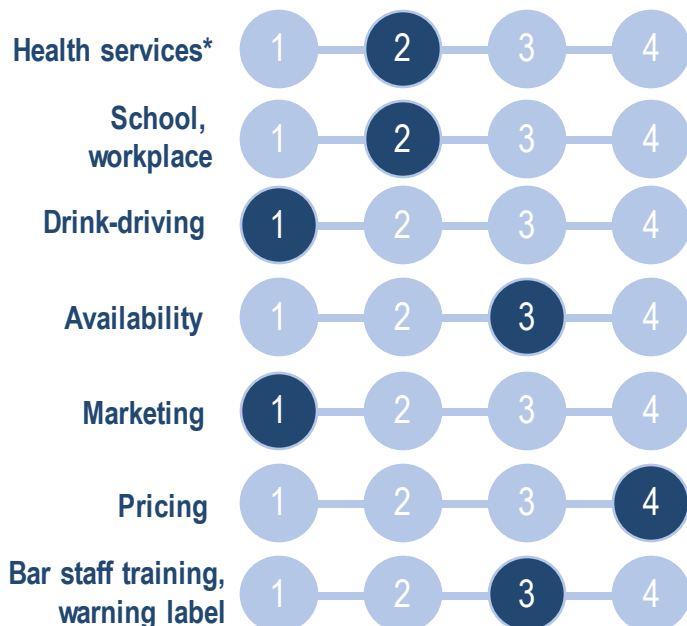 Health services* 1 2 3 4
School,
workplace 1 2 3 4
Drink-driving 1 2 3 4
Availability 1 2 3 4
Marketing 1 2 3 4
Pricing 1 2 3 4
Bar staff training,
warning label 1 2 3 4